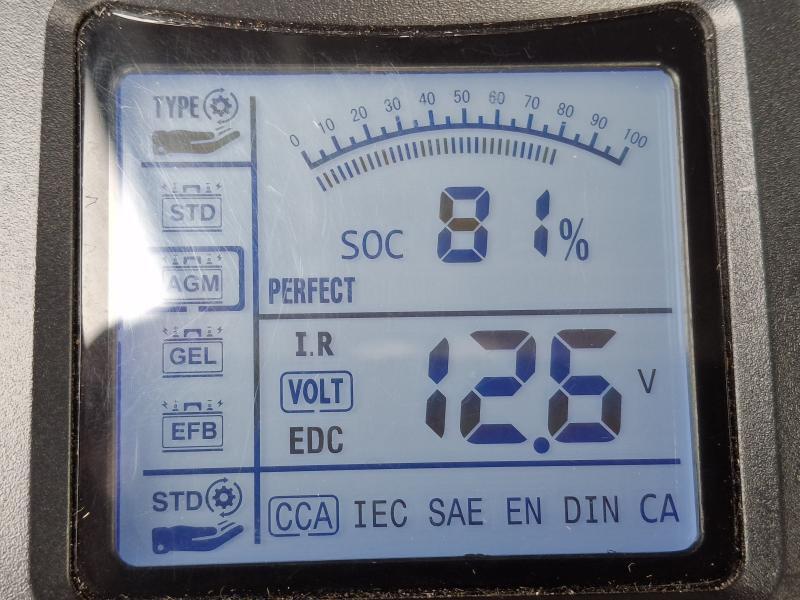 TYPE
0 10 20 30 40 50 60 70 80 90 100
STD
SOC 81%
AGM
PERFECT
I.R
GEL
VOLT 12.6 V
EFB
EDC
STD
CCA IEC SAE EN DIN CA